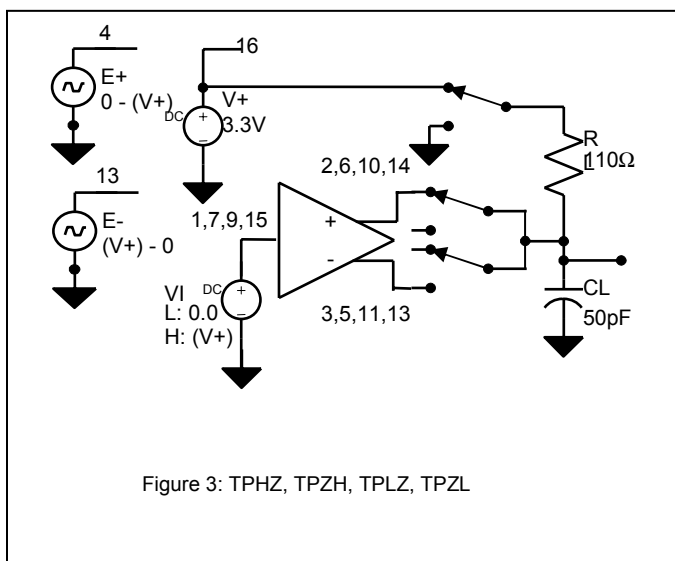 4
16
E+
0 - (V+)
V+
DC
+
3.3V
–
R
L
110Ω
13
2,6,10,14
E-
(V+) - 0
1,7,9,15
+
-
VI
DC
+
–
L: 0.0
H: (V+)
3,5,11,13
CL
50pF
Figure 3: TPHZ, TPZH, TPLZ, TPZL